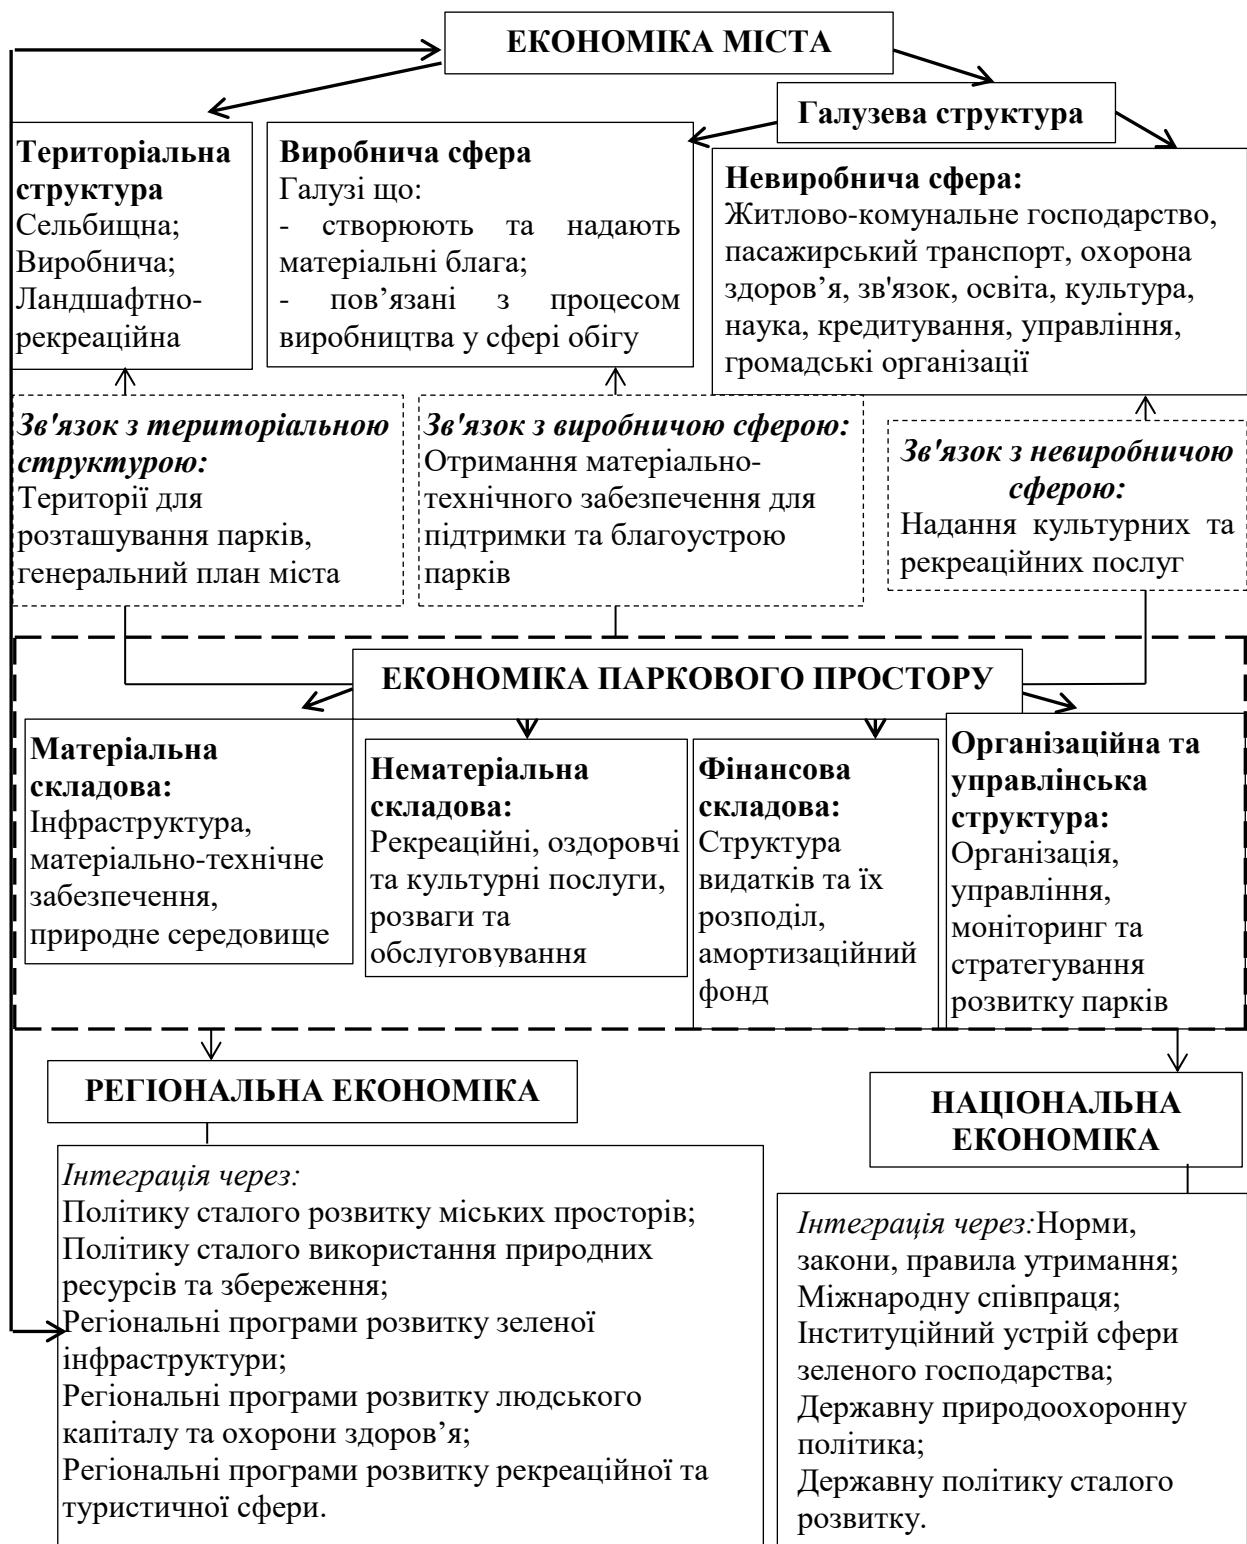 ЕКОНОМІКА МІСТА
Галузева структура
Територіальна
структура
Сельбищна;
Виробнича;
Ландшафтно-
рекреаційна
Виробнича сфера
Галузі що:
- створюють та надають
матеріальні блага;
- пов’язані з процесом
виробництва у сфері обігу
Невиробнича сфера:
Житлово-комунальне господарство,
пасажирський транспорт, охорона
здоров’я, зв'язок, освіта, культура,
наука, кредитування, управління,
громадські організації
Зв'язок з територіальною
структурою:
Території для
розташування парків,
генеральний план міста
Зв'язок з виробничою сферою:
Отримання матеріально-
технічного забезпечення для
підтримки та благоустрою
парків
Зв'язок з невиробничою
сферою:
Надання культурних та
рекреаційних послуг
ЕКОНОМІКА ПАРКОВОГО ПРОСТОРУ
Матеріальна
складова:
Інфраструктура,
матеріально-технічне
забезпечення,
природне середовище
Нематеріальна
складова:
Рекреаційні, оздоровчі
та культурні послуги,
розваги та
обслуговування
Фінансова
складова:
Структура
видатків та їх
розподіл,
амортизаційний
фонд
Організаційна та
управлінська
структура:
Організація,
управління,
моніторинг та
стратегування
розвитку парків
РЕГІОНАЛЬНА ЕКОНОМІКА
Інтеграція через:
Політику сталого розвитку міських просторів;
Політику сталого використання природних
ресурсів та збереження;
Регіональні програми розвитку зеленої
інфраструктури;
Регіональні програми розвитку людського
капіталу та охорони здоров’я;
Регіональні програми розвитку рекреаційної та
туристичної сфери.
НАЦІОНАЛЬНА
ЕКОНОМІКА
Інтеграція через:Норми,
закони, правила утримання;
Міжнародну співпраця;
Інституційний устрій сфери
зеленого господарства;
Державну природоохоронну
політика;
Державну політику сталого
розвитку.